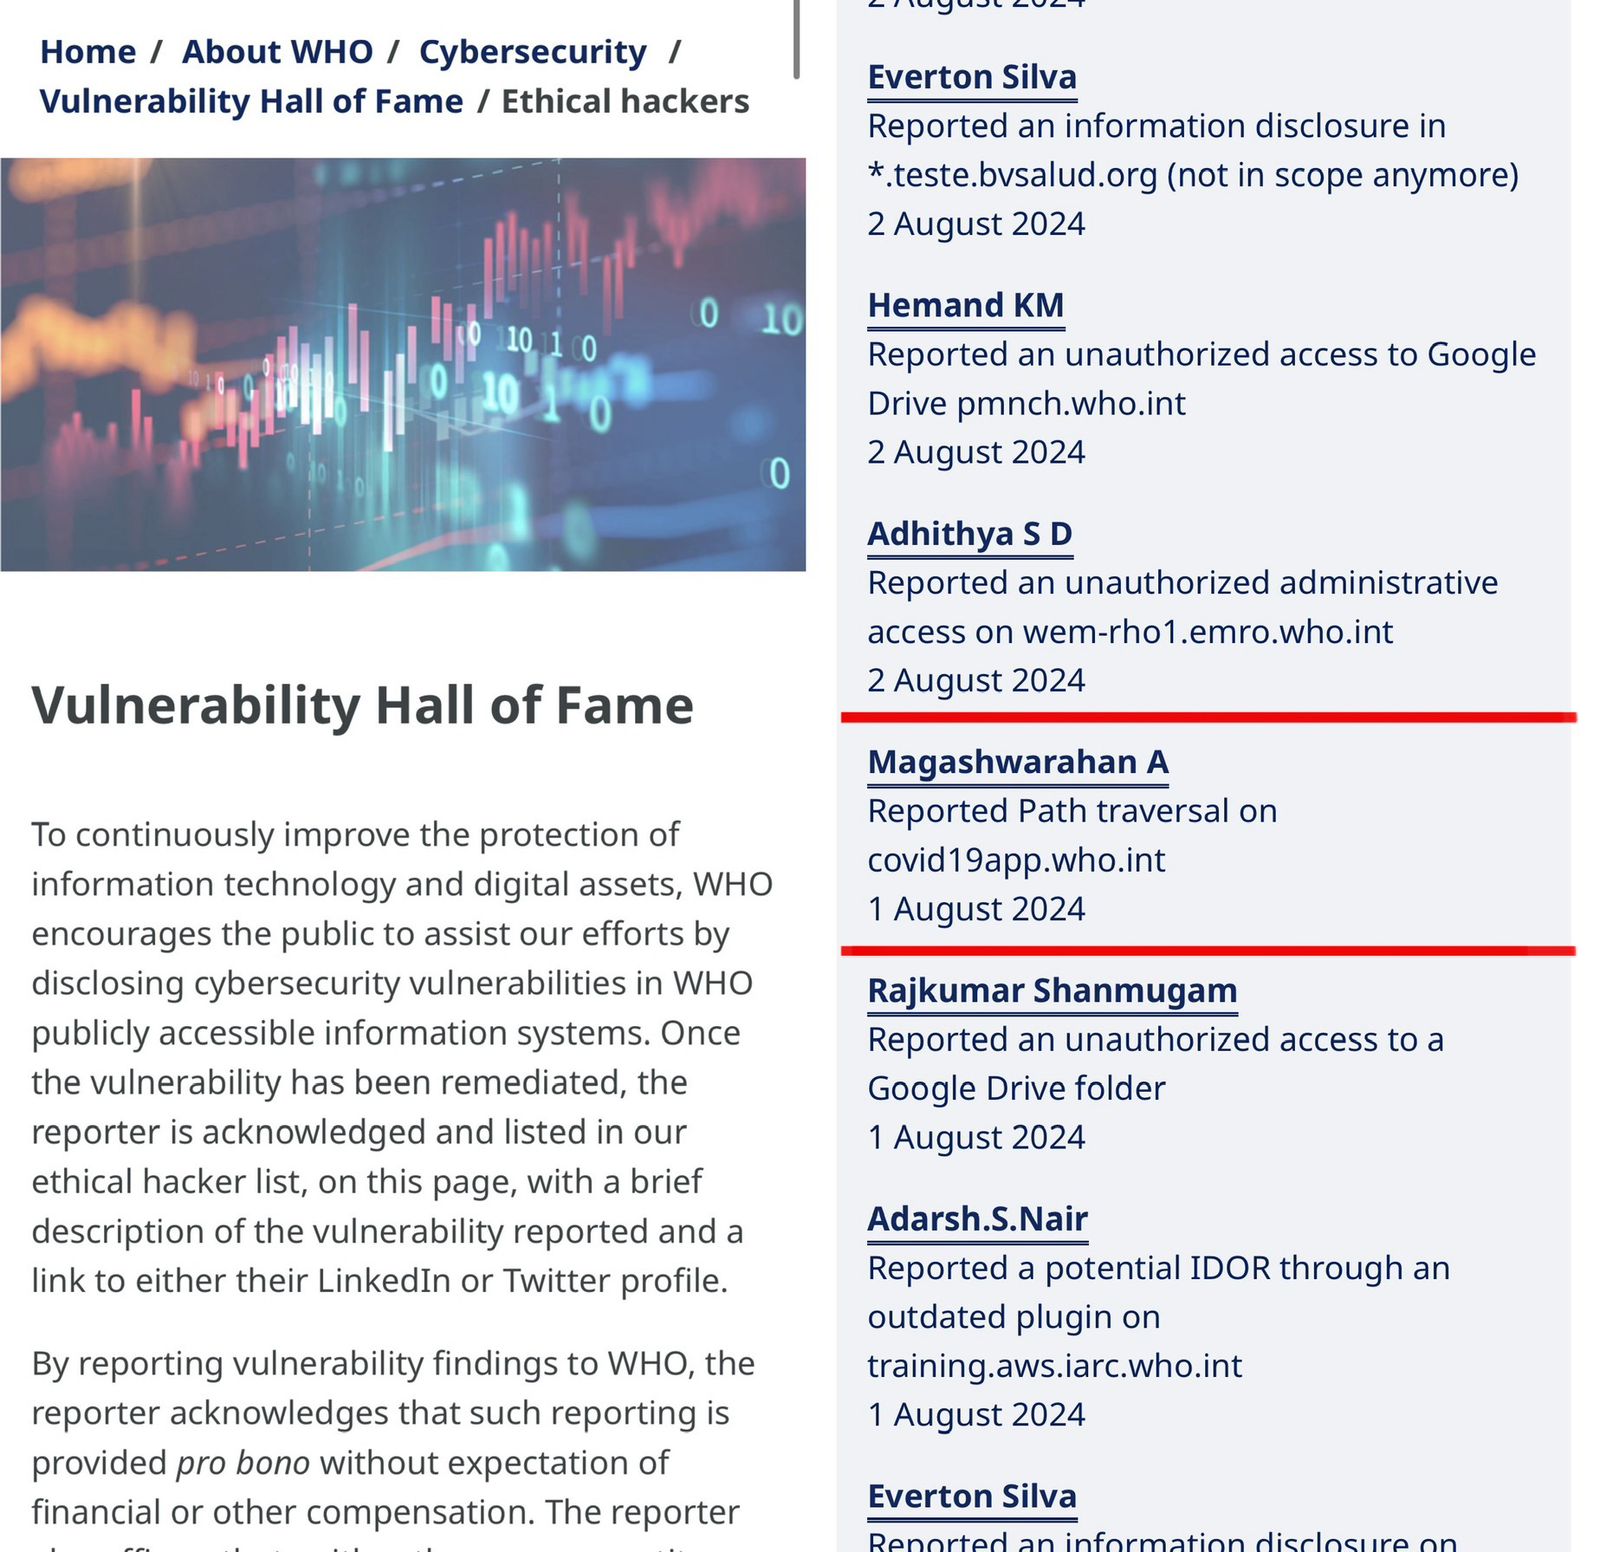 Home / About WHO / Cybersecurity /
Vulnerability Hall of Fame / Ethical hackers
0 10 1 0
0 10
0 10 1 0
0
Vulnerability Hall of Fame
To continuously improve the protection of
information technology and digital assets, WHO
encourages the public to assist our efforts by
disclosing cybersecurity vulnerabilities in WHO
publicly accessible information systems. Once
the vulnerability has been remediated, the
reporter is acknowledged and listed in our
ethical hacker list, on this page, with a brief
description of the vulnerability reported and a
link to either their LinkedIn or Twitter profile.
By reporting vulnerability findings to WHO, the
reporter acknowledges that such reporting is
provided pro bono without expectation of
financial or other compensation. The reporter
2 August 2024
Everton Silva
Reported an information disclosure in
*.teste.bvsalud.org (not in scope anymore)
2 August 2024
Hemand KM
Reported an unauthorized access to Google
Drive pmnch.who.int
2 August 2024
Adhithya S D
Reported an unauthorized administrative
access on wem-rho1.emro.who.int
2 August 2024
Magashwarahan A
Reported Path traversal on
covid19app.who.int
1 August 2024
Rajkumar Shanmugam
Reported an unauthorized access to a
Google Drive folder
1 August 2024
Adarsh.S.Nair
Reported a potential IDOR through an
outdated plugin on
training.aws.iarc.who.int
1 August 2024
Everton Silva
Reported an information disclosure on